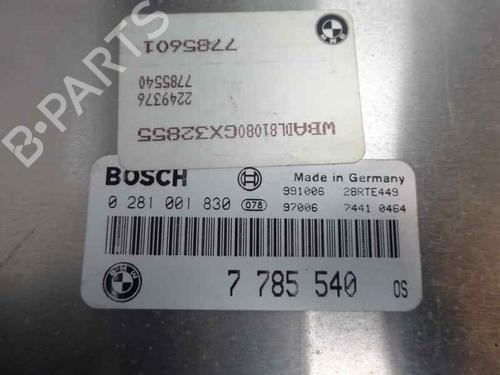 B-PARTS
7785601
7785540
2249376
WBADL81080GX32855
BOSCH Made in Germany
991006 28RTE449
0 281 001 830 078 97006 7441 0464
BMW
7 785 540 OS